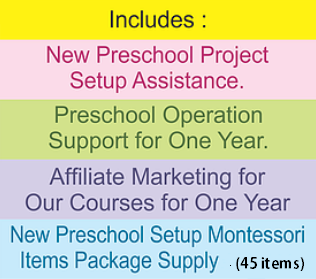 Includes :
New Preschool Project
Setup Assistance.
Preschool Operation
Support for One Year.
Affiliate Marketing for
Our Courses for One Year
New Preschool Setup Montessori
Items Package Supply . (45 items)